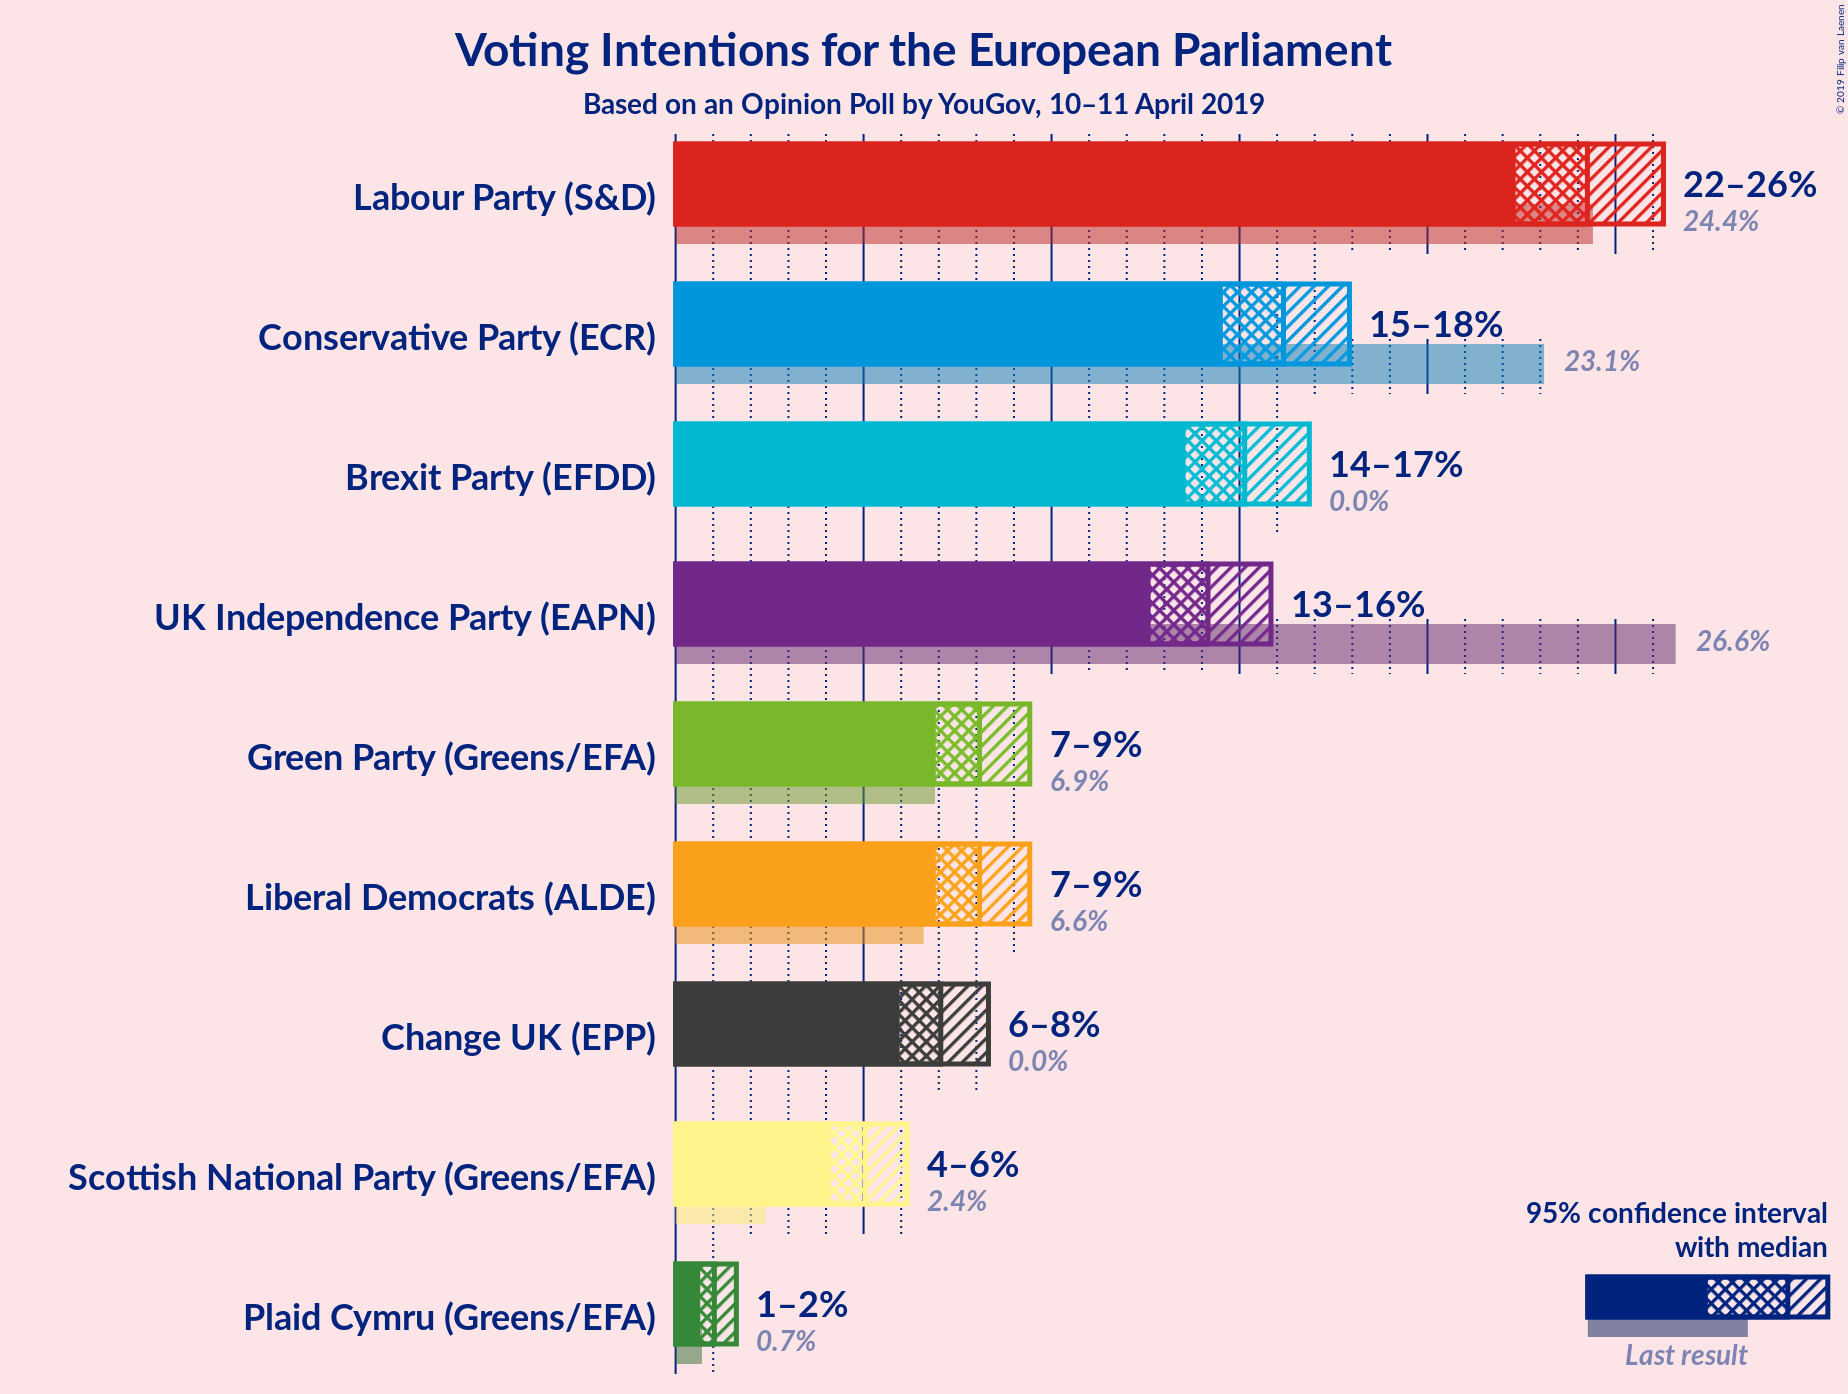 Voting Intentions for the European Parliament
Based on an Opinion Poll by YouGov, 10–11 April 2019
© 2019 Filip van Laenen
Labour Party (S&D)
22–26%
24.4%
Conservative Party (ECR)
15–18%
23.1%
Brexit Party (EFDD)
14–17%
0.0%
UK Independence Party (EAPN)
13–16%
26.6%
Green Party (Greens/EFA)
7–9%
6.9%
Liberal Democrats (ALDE)
7–9%
6.6%
Change UK (EPP)
6–8%
0.0%
Scottish National Party (Greens/EFA)
4–6%
2.4%
Plaid Cymru (Greens/EFA)
1–2%
0.7%
95% confidence interval
with median
Last result